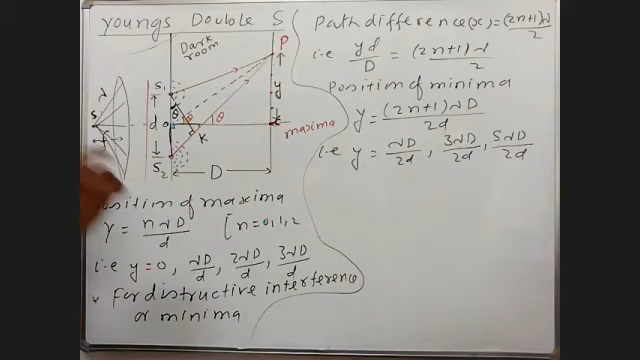 youngs Double S
Dark room
P
S1
λ
S
d
θ
θ
θ
K
y
x
maxima
S2
D
osition of maxima
Y = nλD/d [n=0,1,2
i.e y=0, λD/d, 2λD/d, 3λD/d
* For distructive interference
or minima
Path difference(x)=(2n+1)λ/2
i.e yd/D = (2n+1)λ/2
Position of minima
y = (2n+1)λD/2d
i.e y = λD/2d, 3λD/2d, 5λD/2d